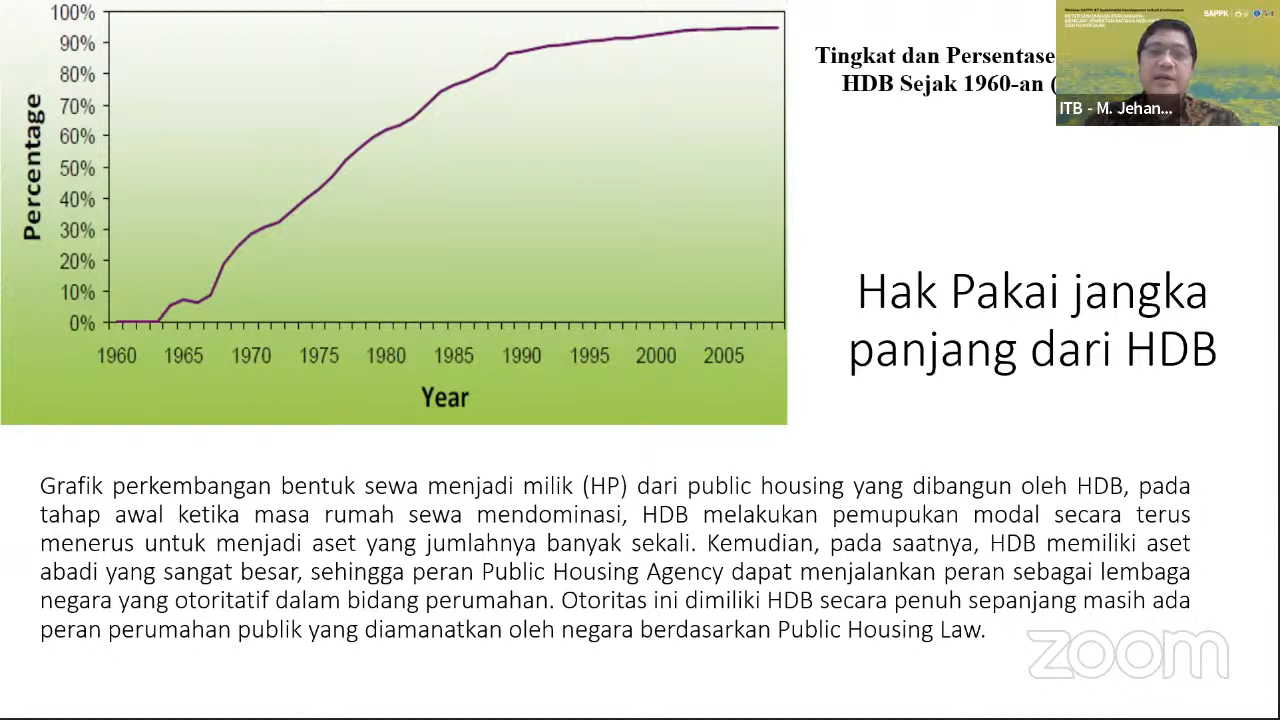 100%
90%
80%
70%
60%
50%
40%
30%
20%
10%
0%
Percentage
1960 1965 1970 1975 1980 1985 1990 1995 2000 2005
Year
Tingkat dan Persentase
HDB Sejak 1960-an (
SAPPK
ITB - M. Jehan...
Hak Pakai jangka
panjang dari HDB
Grafik perkembangan bentuk sewa menjadi milik (HP) dari public housing yang dibangun oleh HDB, pada
tahap awal ketika masa rumah sewa mendominasi, HDB melakukan pemupukan modal secara terus
menerus untuk menjadi aset yang jumlahnya banyak sekali. Kemudian, pada saatnya, HDB memiliki aset
abadi yang sangat besar, sehingga peran Public Housing Agency dapat menjalankan peran sebagai lembaga
negara yang otoritatif dalam bidang perumahan. Otoritas ini dimiliki HDB secara penuh sepanjang masih ada
peran perumahan publik yang diamanatkan oleh negara berdasarkan Public Housing Law.
zoom